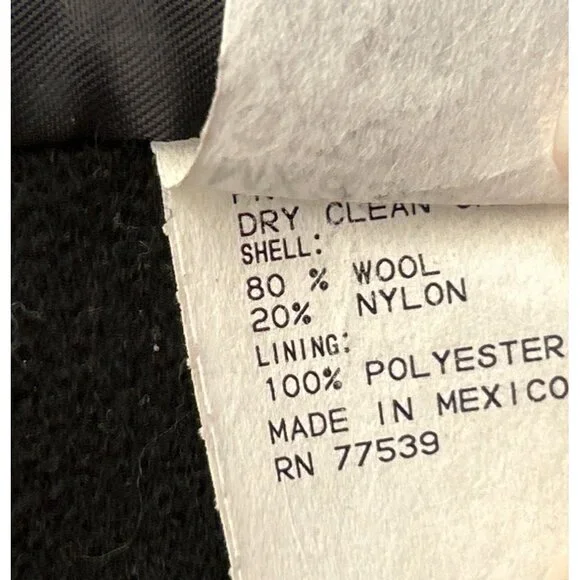 DRY CLEAN
SHELL:
80 % WOOL
20% NYLON
LINING:
100% POLYESTER
MADE IN MEXICO
RN 77539